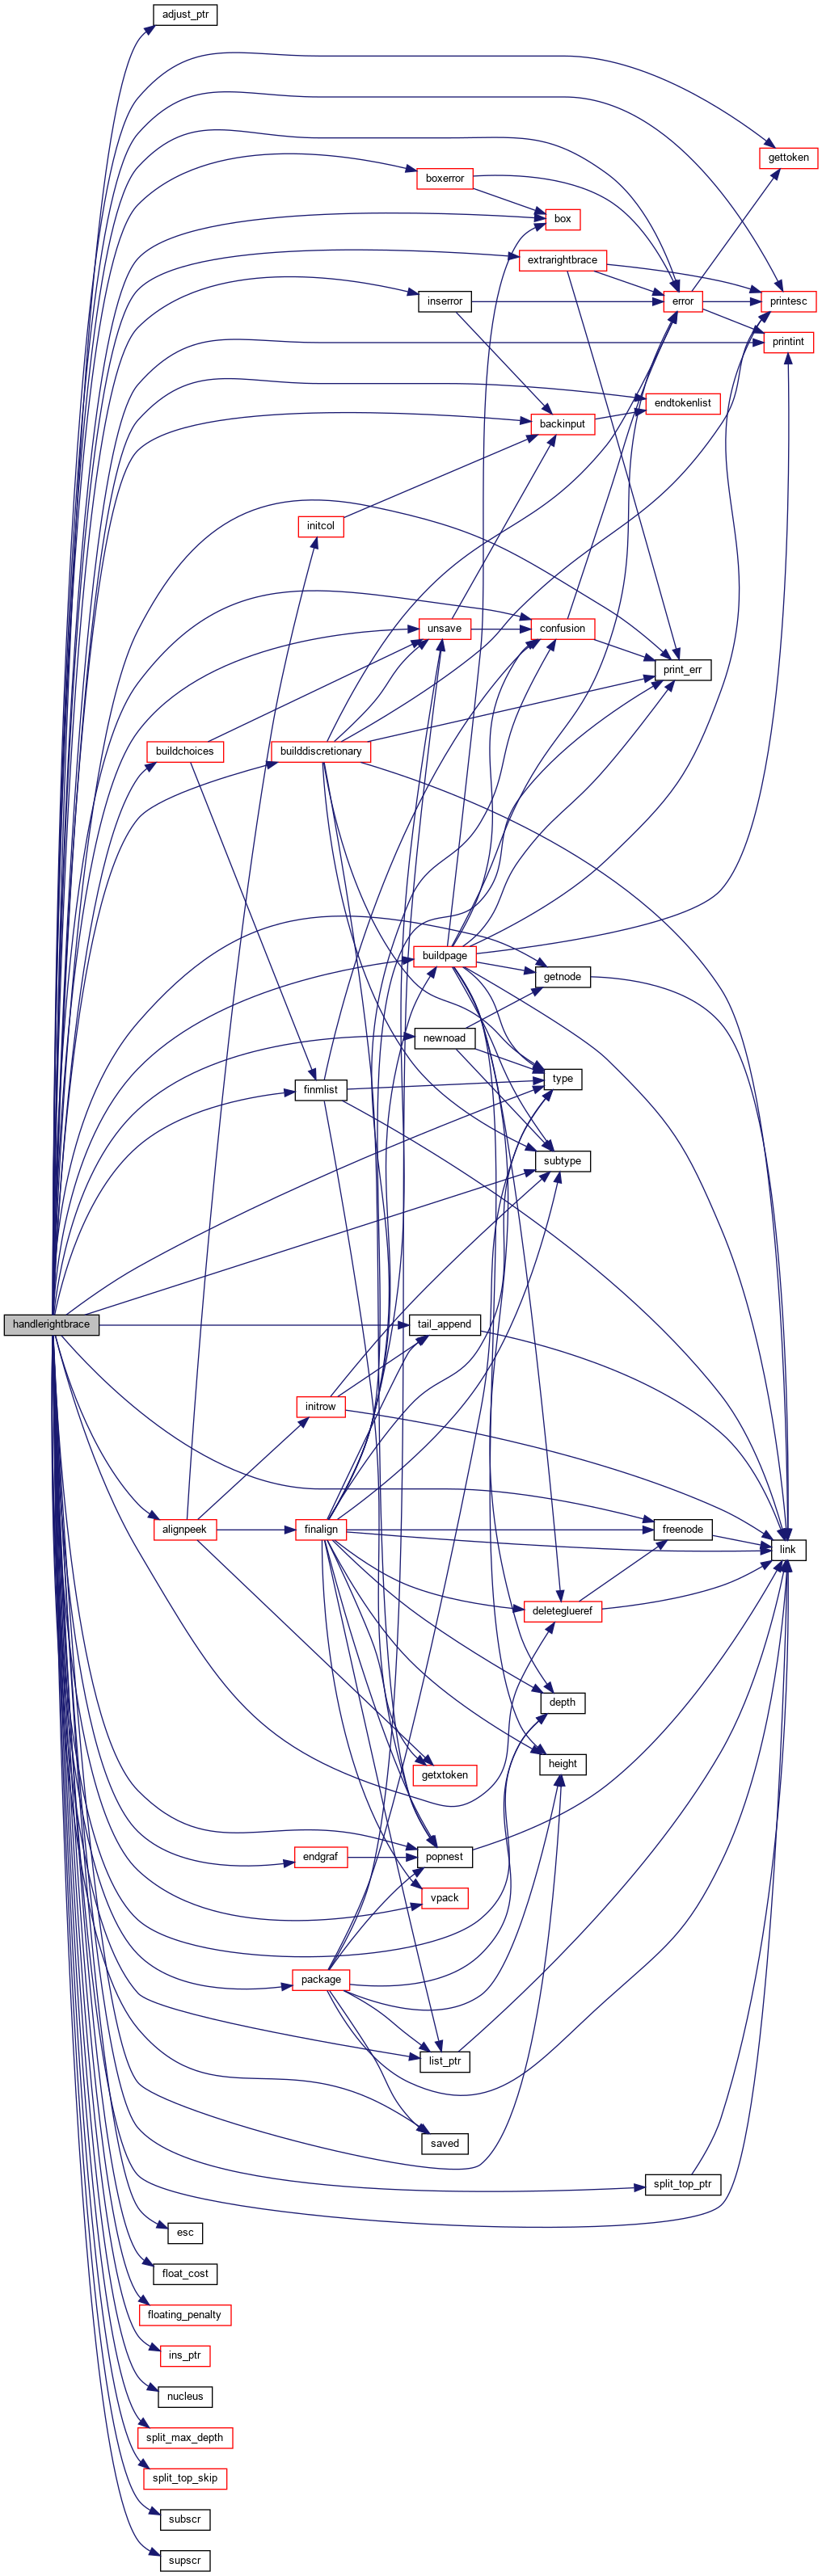 adjust_ptr
gettoken
boxerror
box
extrarightbrace
inserror
error
printesc
printint
endtokenlist
backinput
initcol
unsave
confusion
print_err
buildchoices
builddiscretionary
buildpage
getnode
newnoad
type
finmlist
subtype
handlerightbrace
tail_append
initrow
alignpeek
finalign
freenode
link
deleteglueref
depth
height
getxtoken
endgraf
popnest
vpack
package
list_ptr
saved
split_top_ptr
esc
float_cost
floating_penalty
ins_ptr
nucleus
split_max_depth
split_top_skip
subscr
supscr